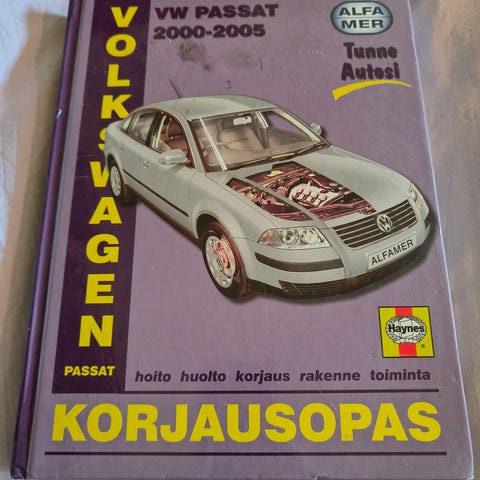 VOLKSWAGEN
VW PASSAT
2000-2005
ALFA
MER
Tunne
Autosi
ALFAMER
Haynes
PASSAT
hoito huolto korjaus rakenne toiminta
KORJAUSOPAS